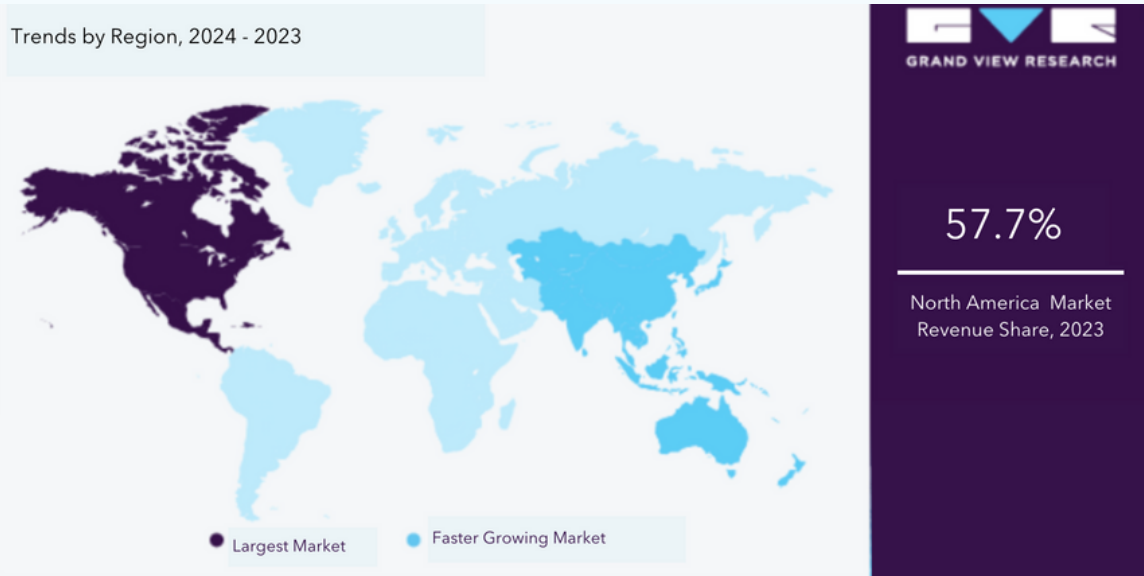 Trends by Region, 2024 - 2023
GRAND VIEW RESEARCH
57.7%
North America Market
Revenue Share, 2023
Largest Market
Faster Growing Market